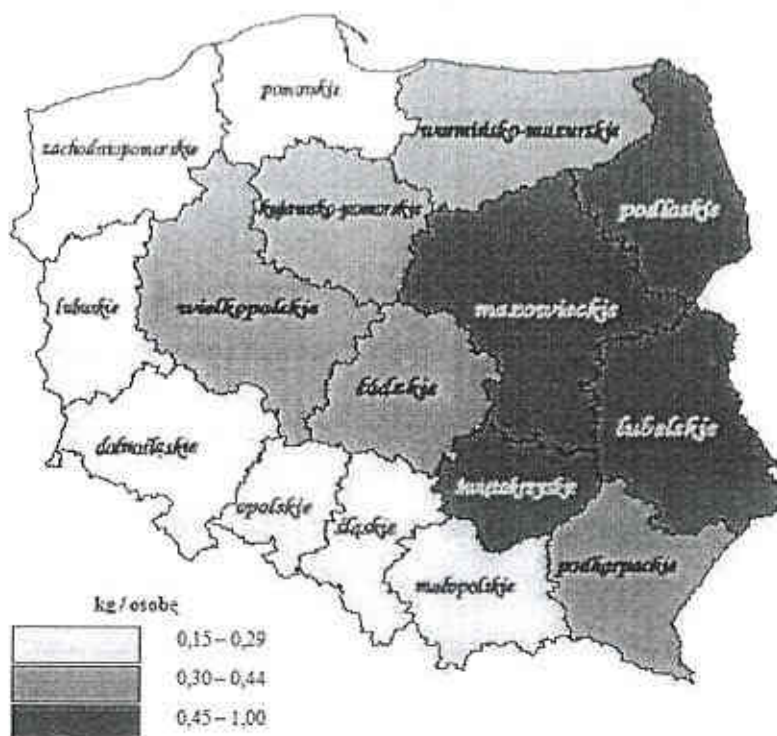 pomorskie
warmińsko-mazurskie
zachodniopomorskie
podlaskie
kujawsko-pomorskie
lubuskie
wielkopolskie
mazowieckie
łódzkie
lubelskie
dolnośląskie
świętokrzyskie
opolskie
śląskie
podkarpackie
małopolskie
kg / osobę
0,15 – 0,29
0,30 – 0,44
0,45 – 1,00